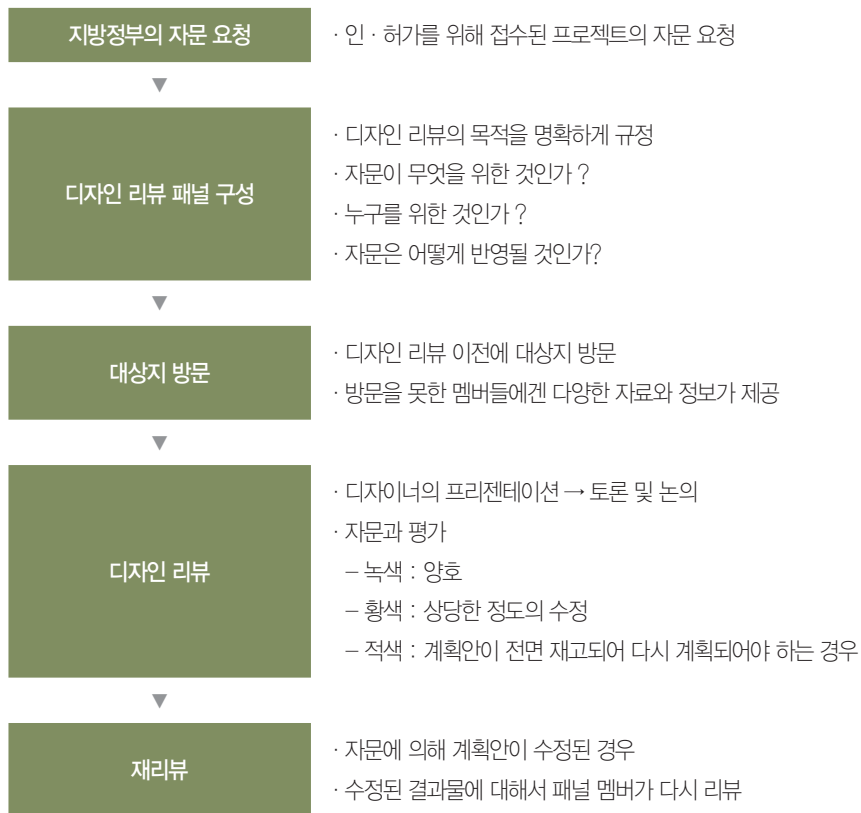 지방정부의 자문 요청
· 인 · 허가를 위해 접수된 프로젝트의 자문 요청
▼
디자인 리뷰 패널 구성
· 디자인 리뷰의 목적을 명확하게 규정
· 자문이 무엇을 위한 것인가 ?
· 누구를 위한 것인가 ?
· 자문은 어떻게 반영될 것인가?
▼
대상지 방문
· 디자인 리뷰 이전에 대상지 방문
· 방문을 못한 멤버들에겐 다양한 자료와 정보가 제공
▼
디자인 리뷰
· 디자이너의 프리젠테이션 → 토론 및 논의
· 자문과 평가
– 녹색 : 양호
– 황색 : 상당한 정도의 수정
– 적색 : 계획안이 전면 재고되어 다시 계획되어야 하는 경우
▼
재리뷰
· 자문에 의해 계획안이 수정된 경우
· 수정된 결과물에 대해서 패널 멤버가 다시 리뷰